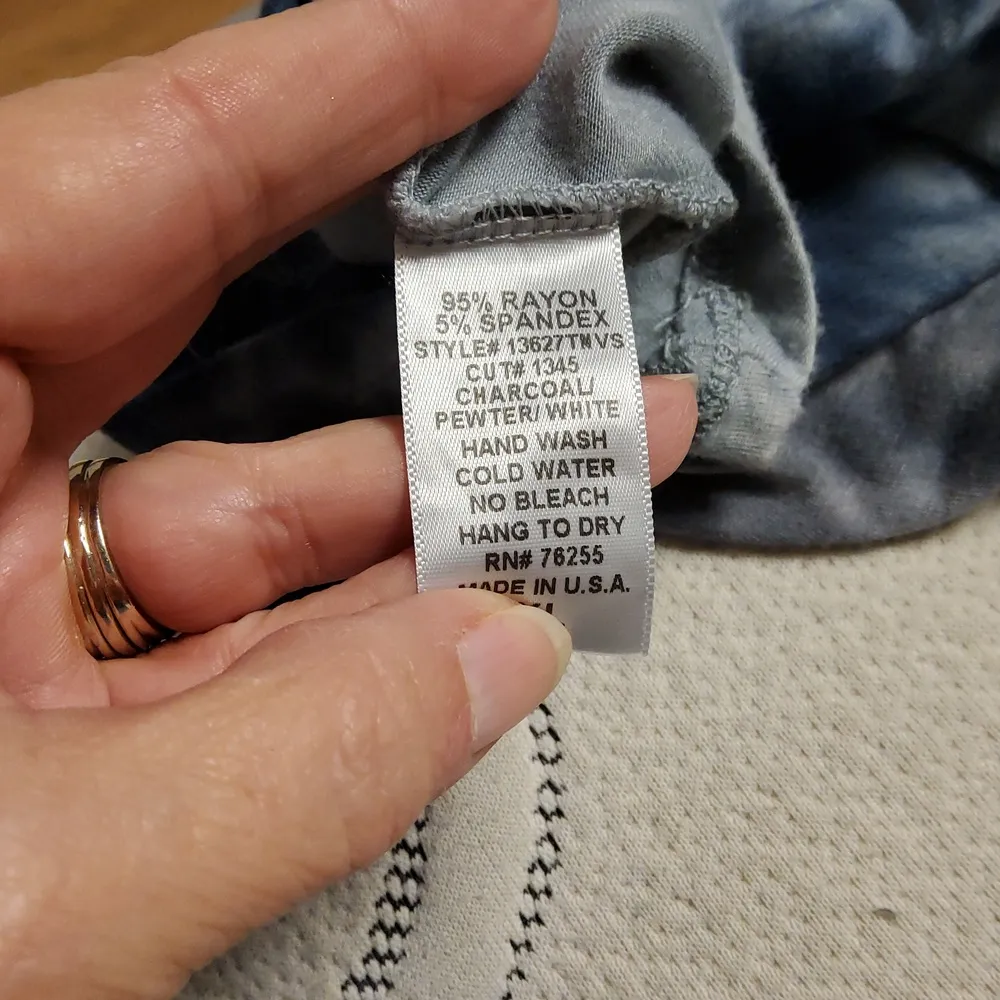 95% RAYON
5% SPANDEX
STYLE# 13627TMVS
CUT# 1345
CHARCOAL/
PEWTER/ WHITE
HAND WASH
COLD WATER
NO BLEACH
HANG TO DRY
RN# 76255
MADE IN U.S.A.